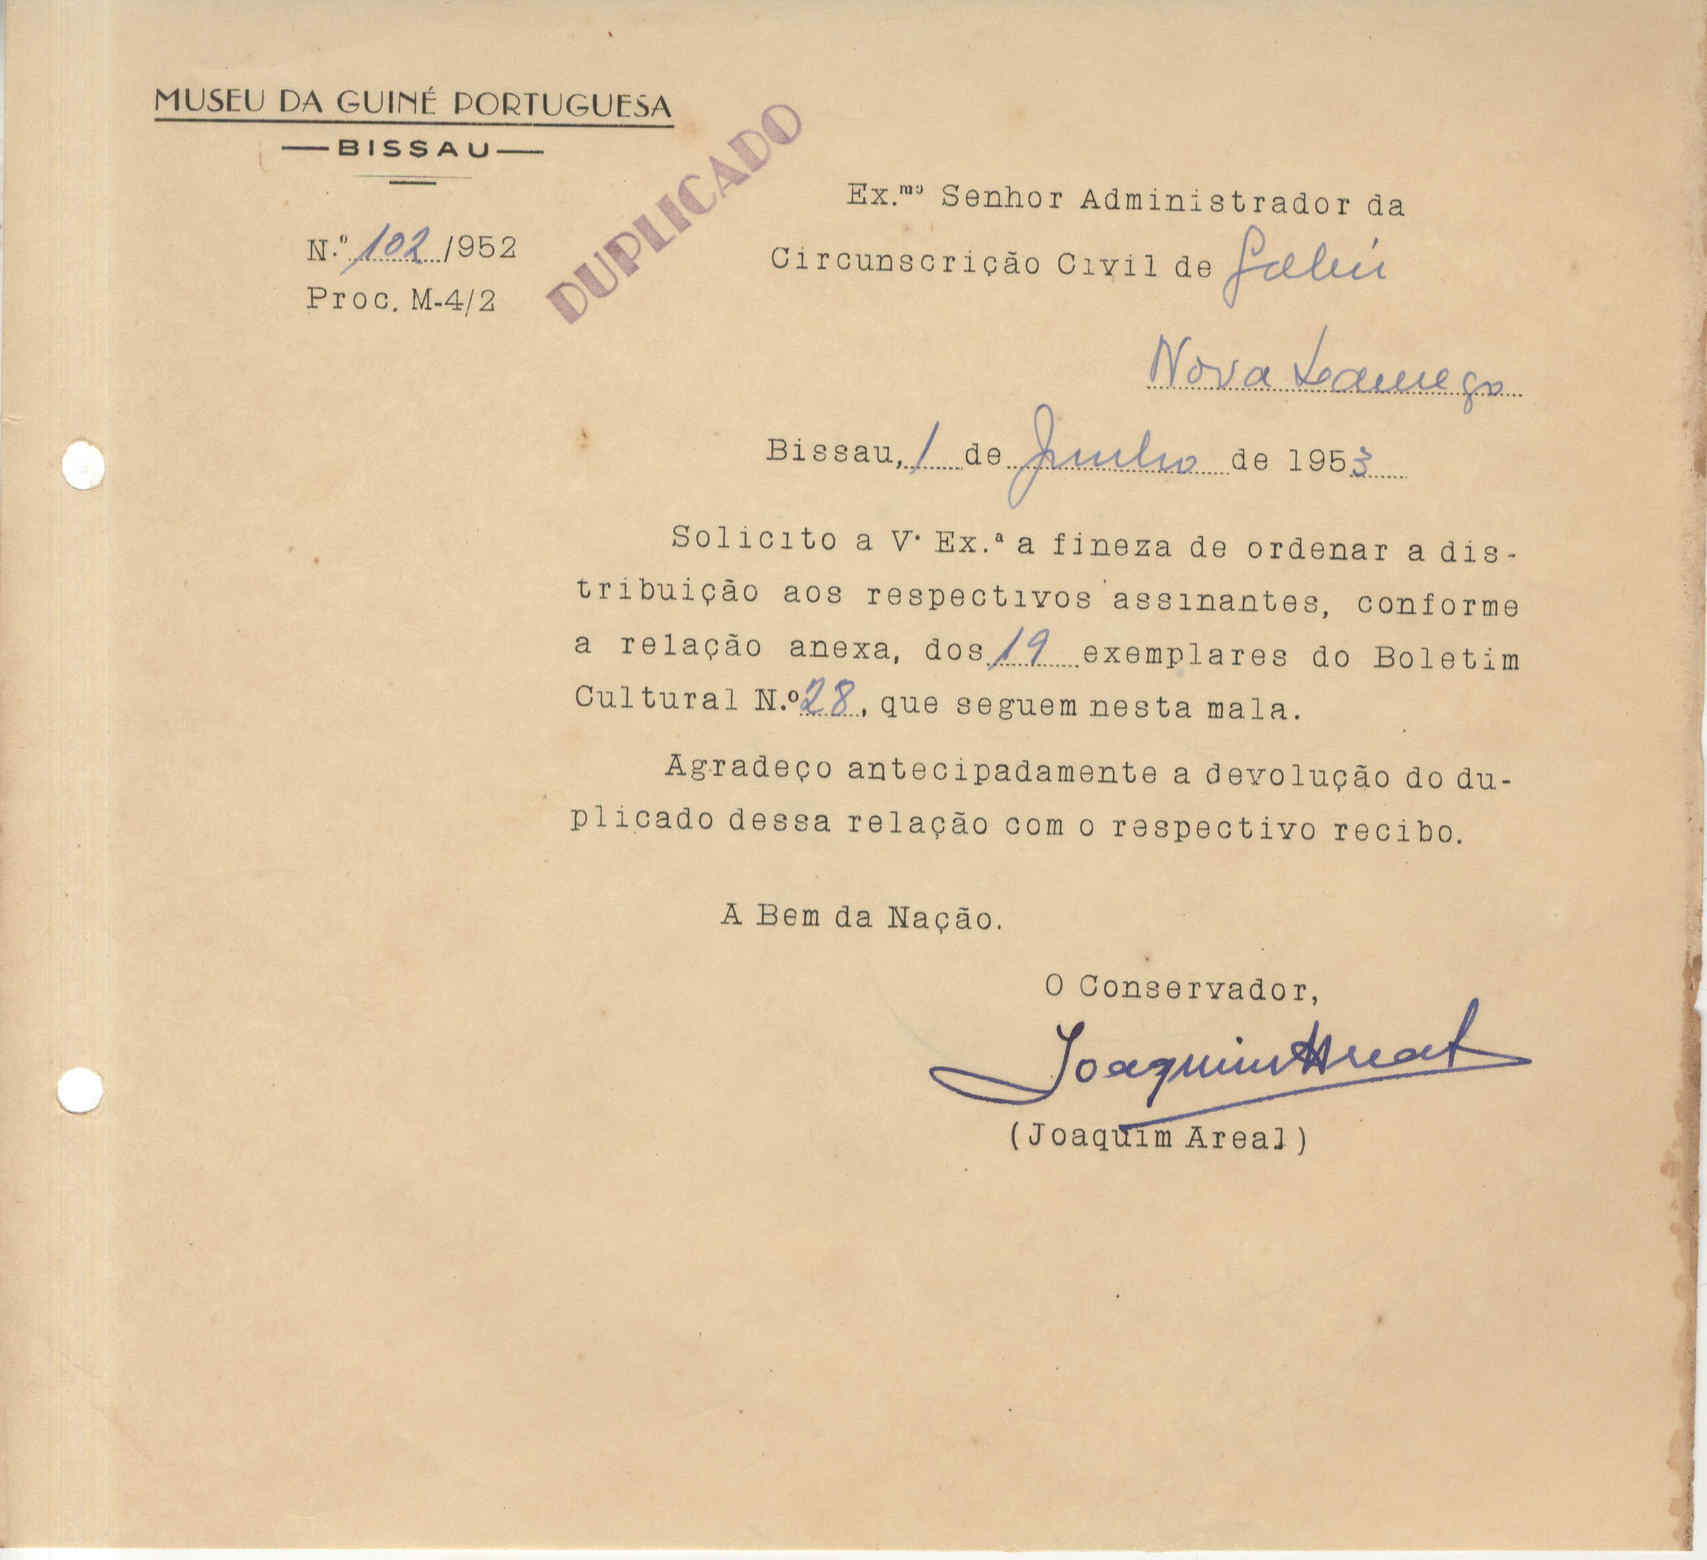 MUSEU DA GUINÉ PORTUGUESA
BISSAU
DUPLICADO
N.º 102/952
Proc. M-4/2
Ex.mo Senhor Administrador da
Circunscrição Civil de Gabú
Nova Lamego
Bissau, 1 de Junho de 1953
Solicito a V. Ex.ª a fineza de ordenar a dis-
tribuição aos respectivos assinantes, conforme
a relação anexa, dos 19 exemplares do Boletim
Cultural N.º 28, que seguem nesta mala.
Agradeço antecipadamente a devolução do du-
plicado dessa relação com o respectivo recibo.
A Bem da Nação.
O Conservador,
Joaquim Areal
(Joaquim Areal)